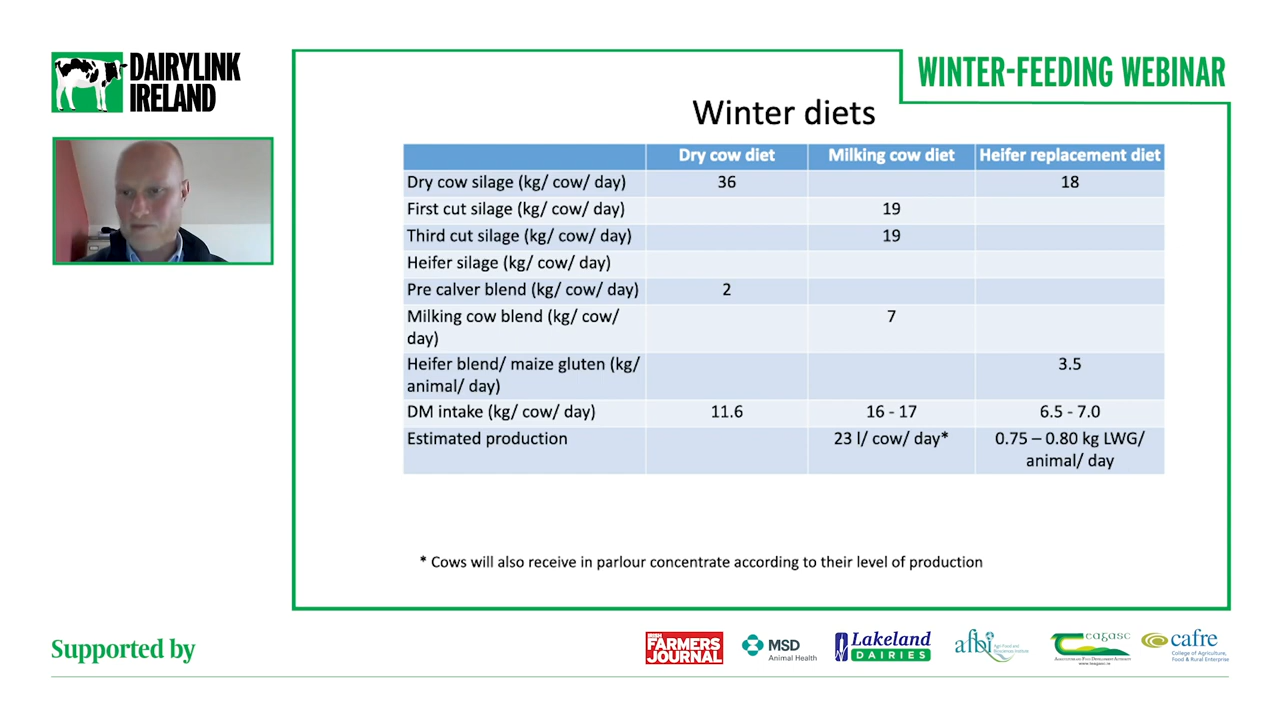 DAIRYLINK
IRELAND
WINTER-FEEDING WEBINAR
Winter diets
Dry cow diet Milking cow diet Heifer replacement diet
Dry cow silage (kg/ cow/ day) 36 18
First cut silage (kg/ cow/ day) 19
Third cut silage (kg/ cow/ day) 19
Heifer silage (kg/ cow/ day)
Pre calver blend (kg/ cow/ day) 2
Milking cow blend (kg/ cow/ 7
day)
Heifer blend/ maize gluten (kg/ 3.5
animal/ day)
DM intake (kg/ cow/ day) 11.6 16 - 17 6.5 - 7.0
Estimated production 23 l/ cow/ day* 0.75 – 0.80 kg LWG/
animal/ day
* Cows will also receive in parlour concentrate according to their level of production
Supported by
IRISH
FARMERS
JOURNAL
MSD
Animal Health
Lakeland
DAIRIES
afbi
Agri-Food and
Biosciences Institute
teagasc
AGRICULTURE AND FOOD DEVELOPMENT AUTHORITY
www.teagasc.ie
cafre
College of Agriculture,
Food & Rural Enterprise